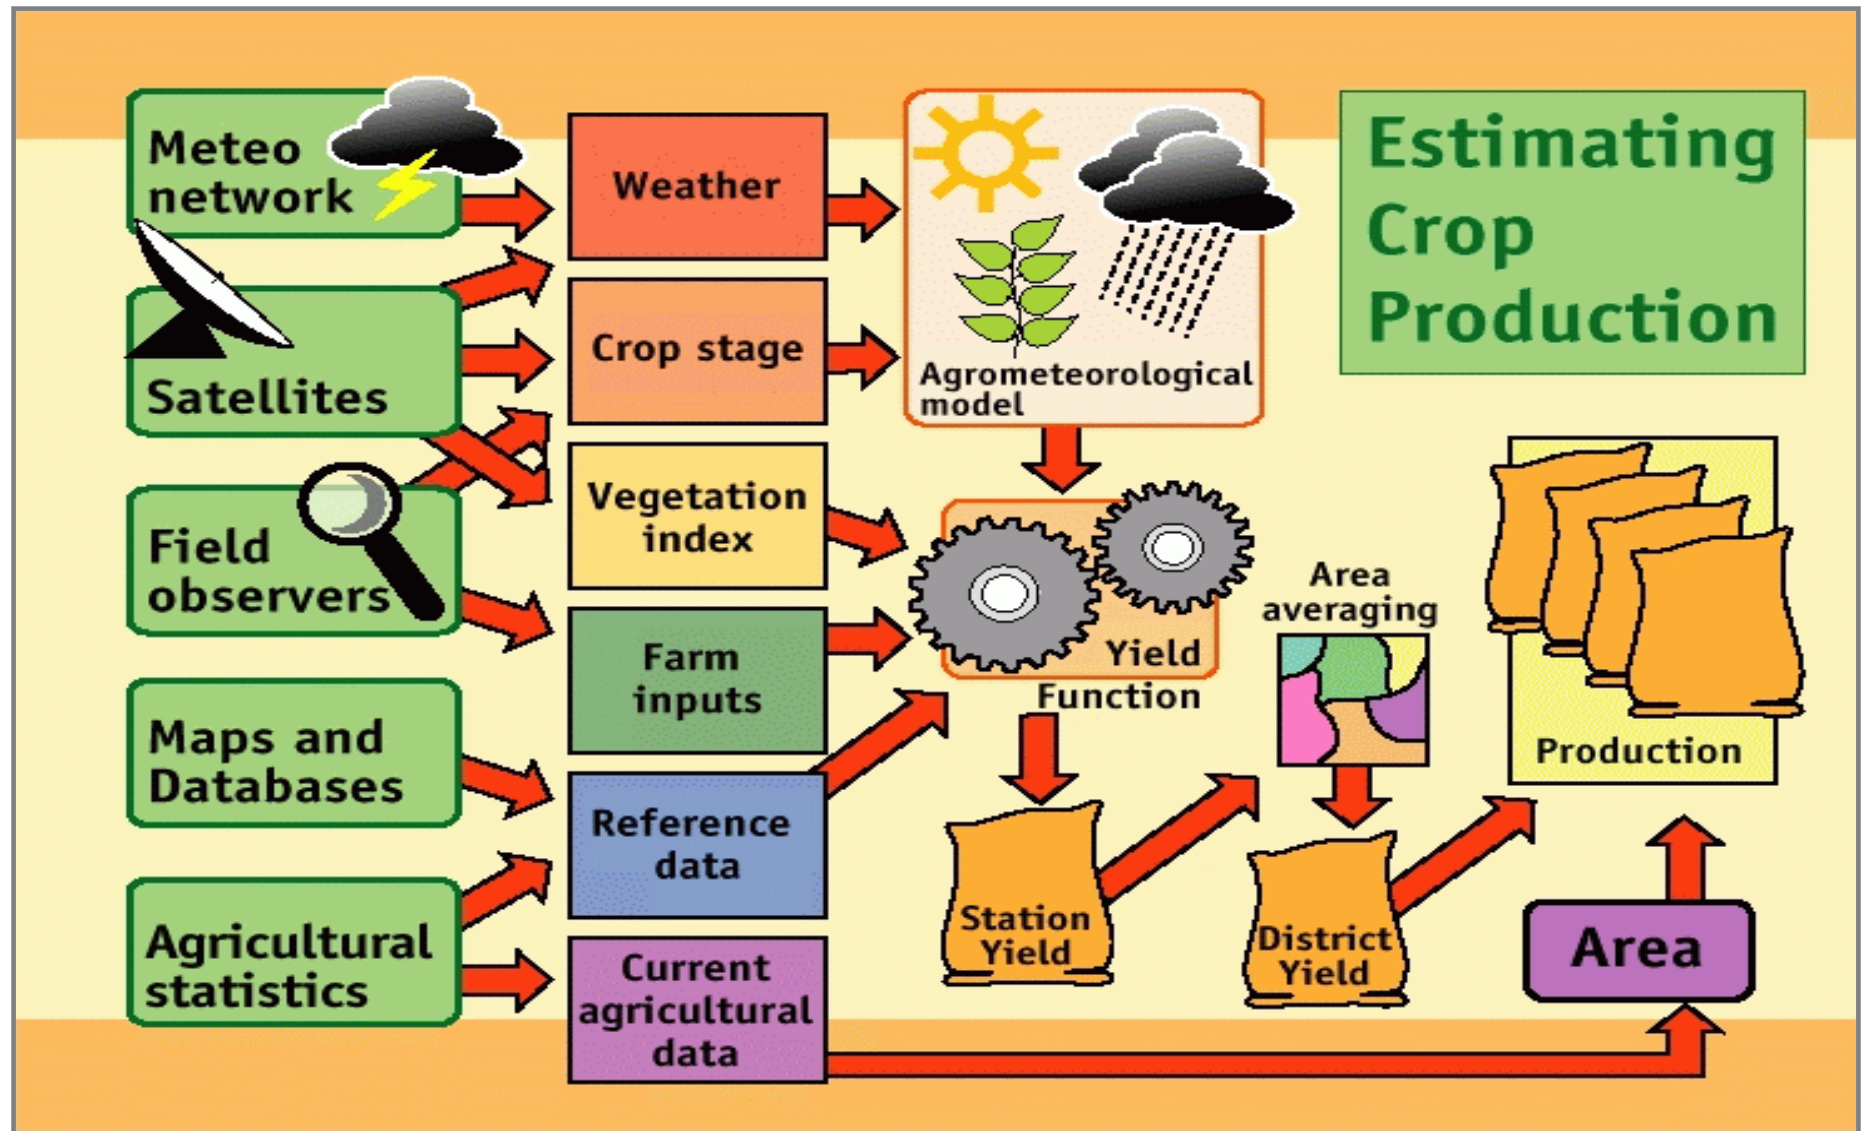 Meteo
network
Satellites
Field
observers
Maps and
Databases
Agricultural
statistics
Weather
Crop stage
Vegetation
index
Farm
inputs
Reference
data
Current
agricultural
data
Agrometeorological
model
Yield
Function
Station
Yield
Area
averaging
District
Yield
Estimating
Crop
Production
Production
Area